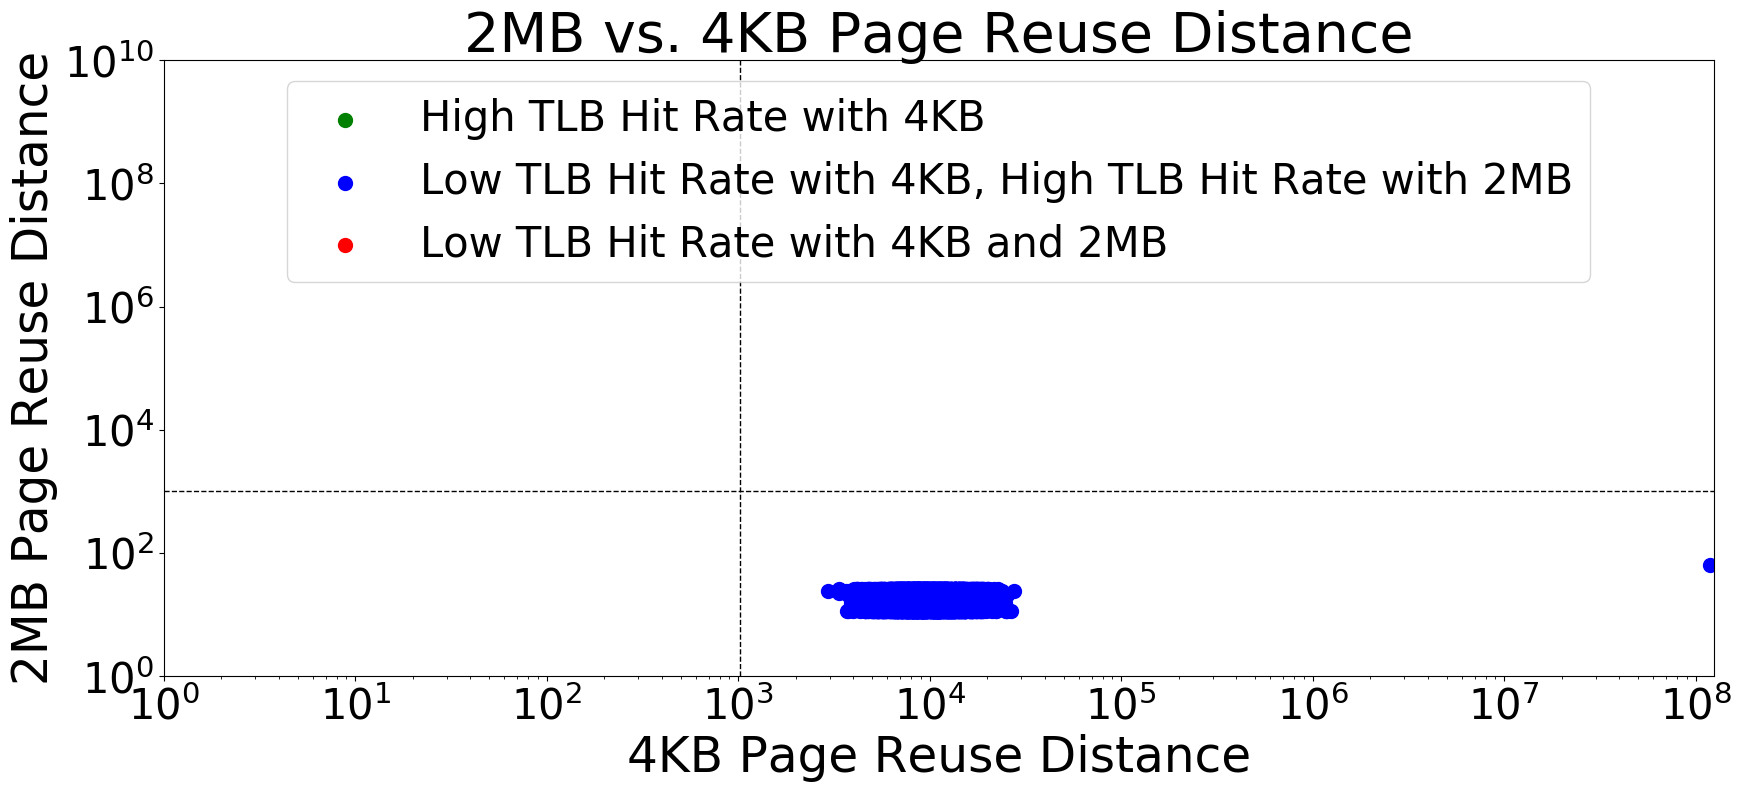 2MB vs. 4KB Page Reuse Distance
2MB Page Reuse Distance
10^10
10^8
10^6
10^4
10^2
10^0
High TLB Hit Rate with 4KB
Low TLB Hit Rate with 4KB, High TLB Hit Rate with 2MB
Low TLB Hit Rate with 4KB and 2MB
10^0 10^1 10^2 10^3 10^4 10^5 10^6 10^7 10^8
4KB Page Reuse Distance